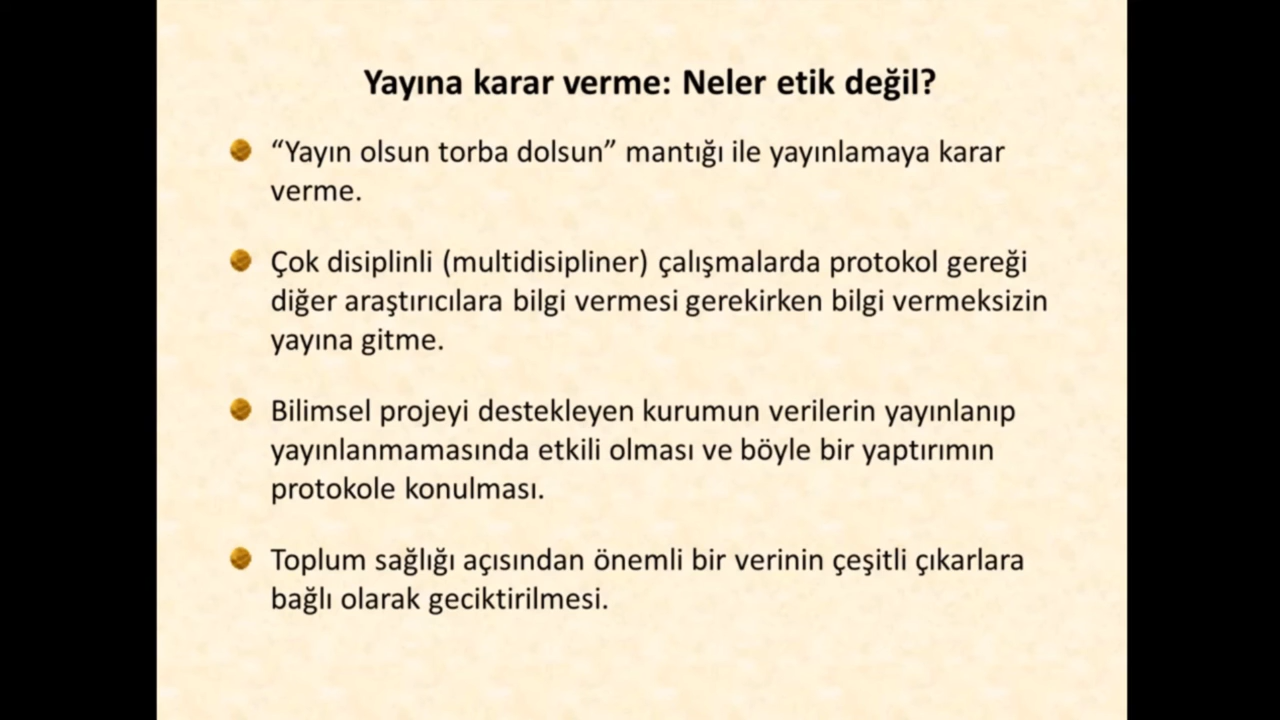 Yayına karar verme: Neler etik değil?
“Yayın olsun torba dolsun” mantığı ile yayınlamaya karar
verme.
Çok disiplinli (multidisipliner) çalışmalarda protokol gereği
diğer araştırıcılara bilgi vermesi gerekirken bilgi vermeksizin
yayına gitme.
Bilimsel projeyi destekleyen kurumun verilerin yayınlanıp
yayınlanmamasında etkili olması ve böyle bir yaptırımın
protokole konulması.
Toplum sağlığı açısından önemli bir verinin çeşitli çıkarlara
bağlı olarak geciktirilmesi.